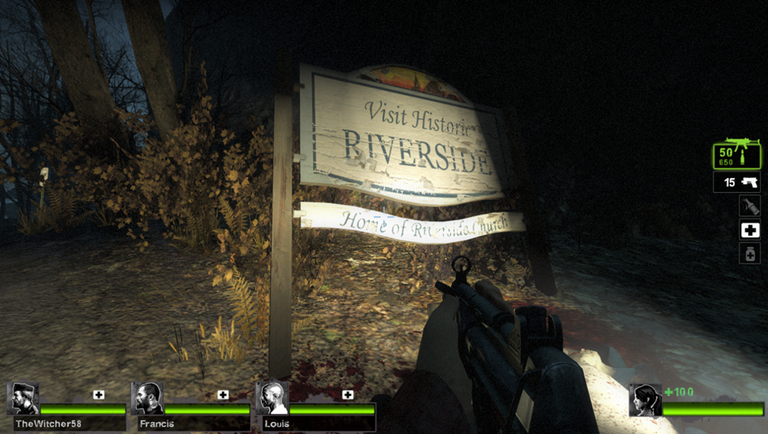 Visit Historic
RIVERSIDE
Home of Riverside Church
50
650
15
+100
TheWitcher58
Francis
Louis